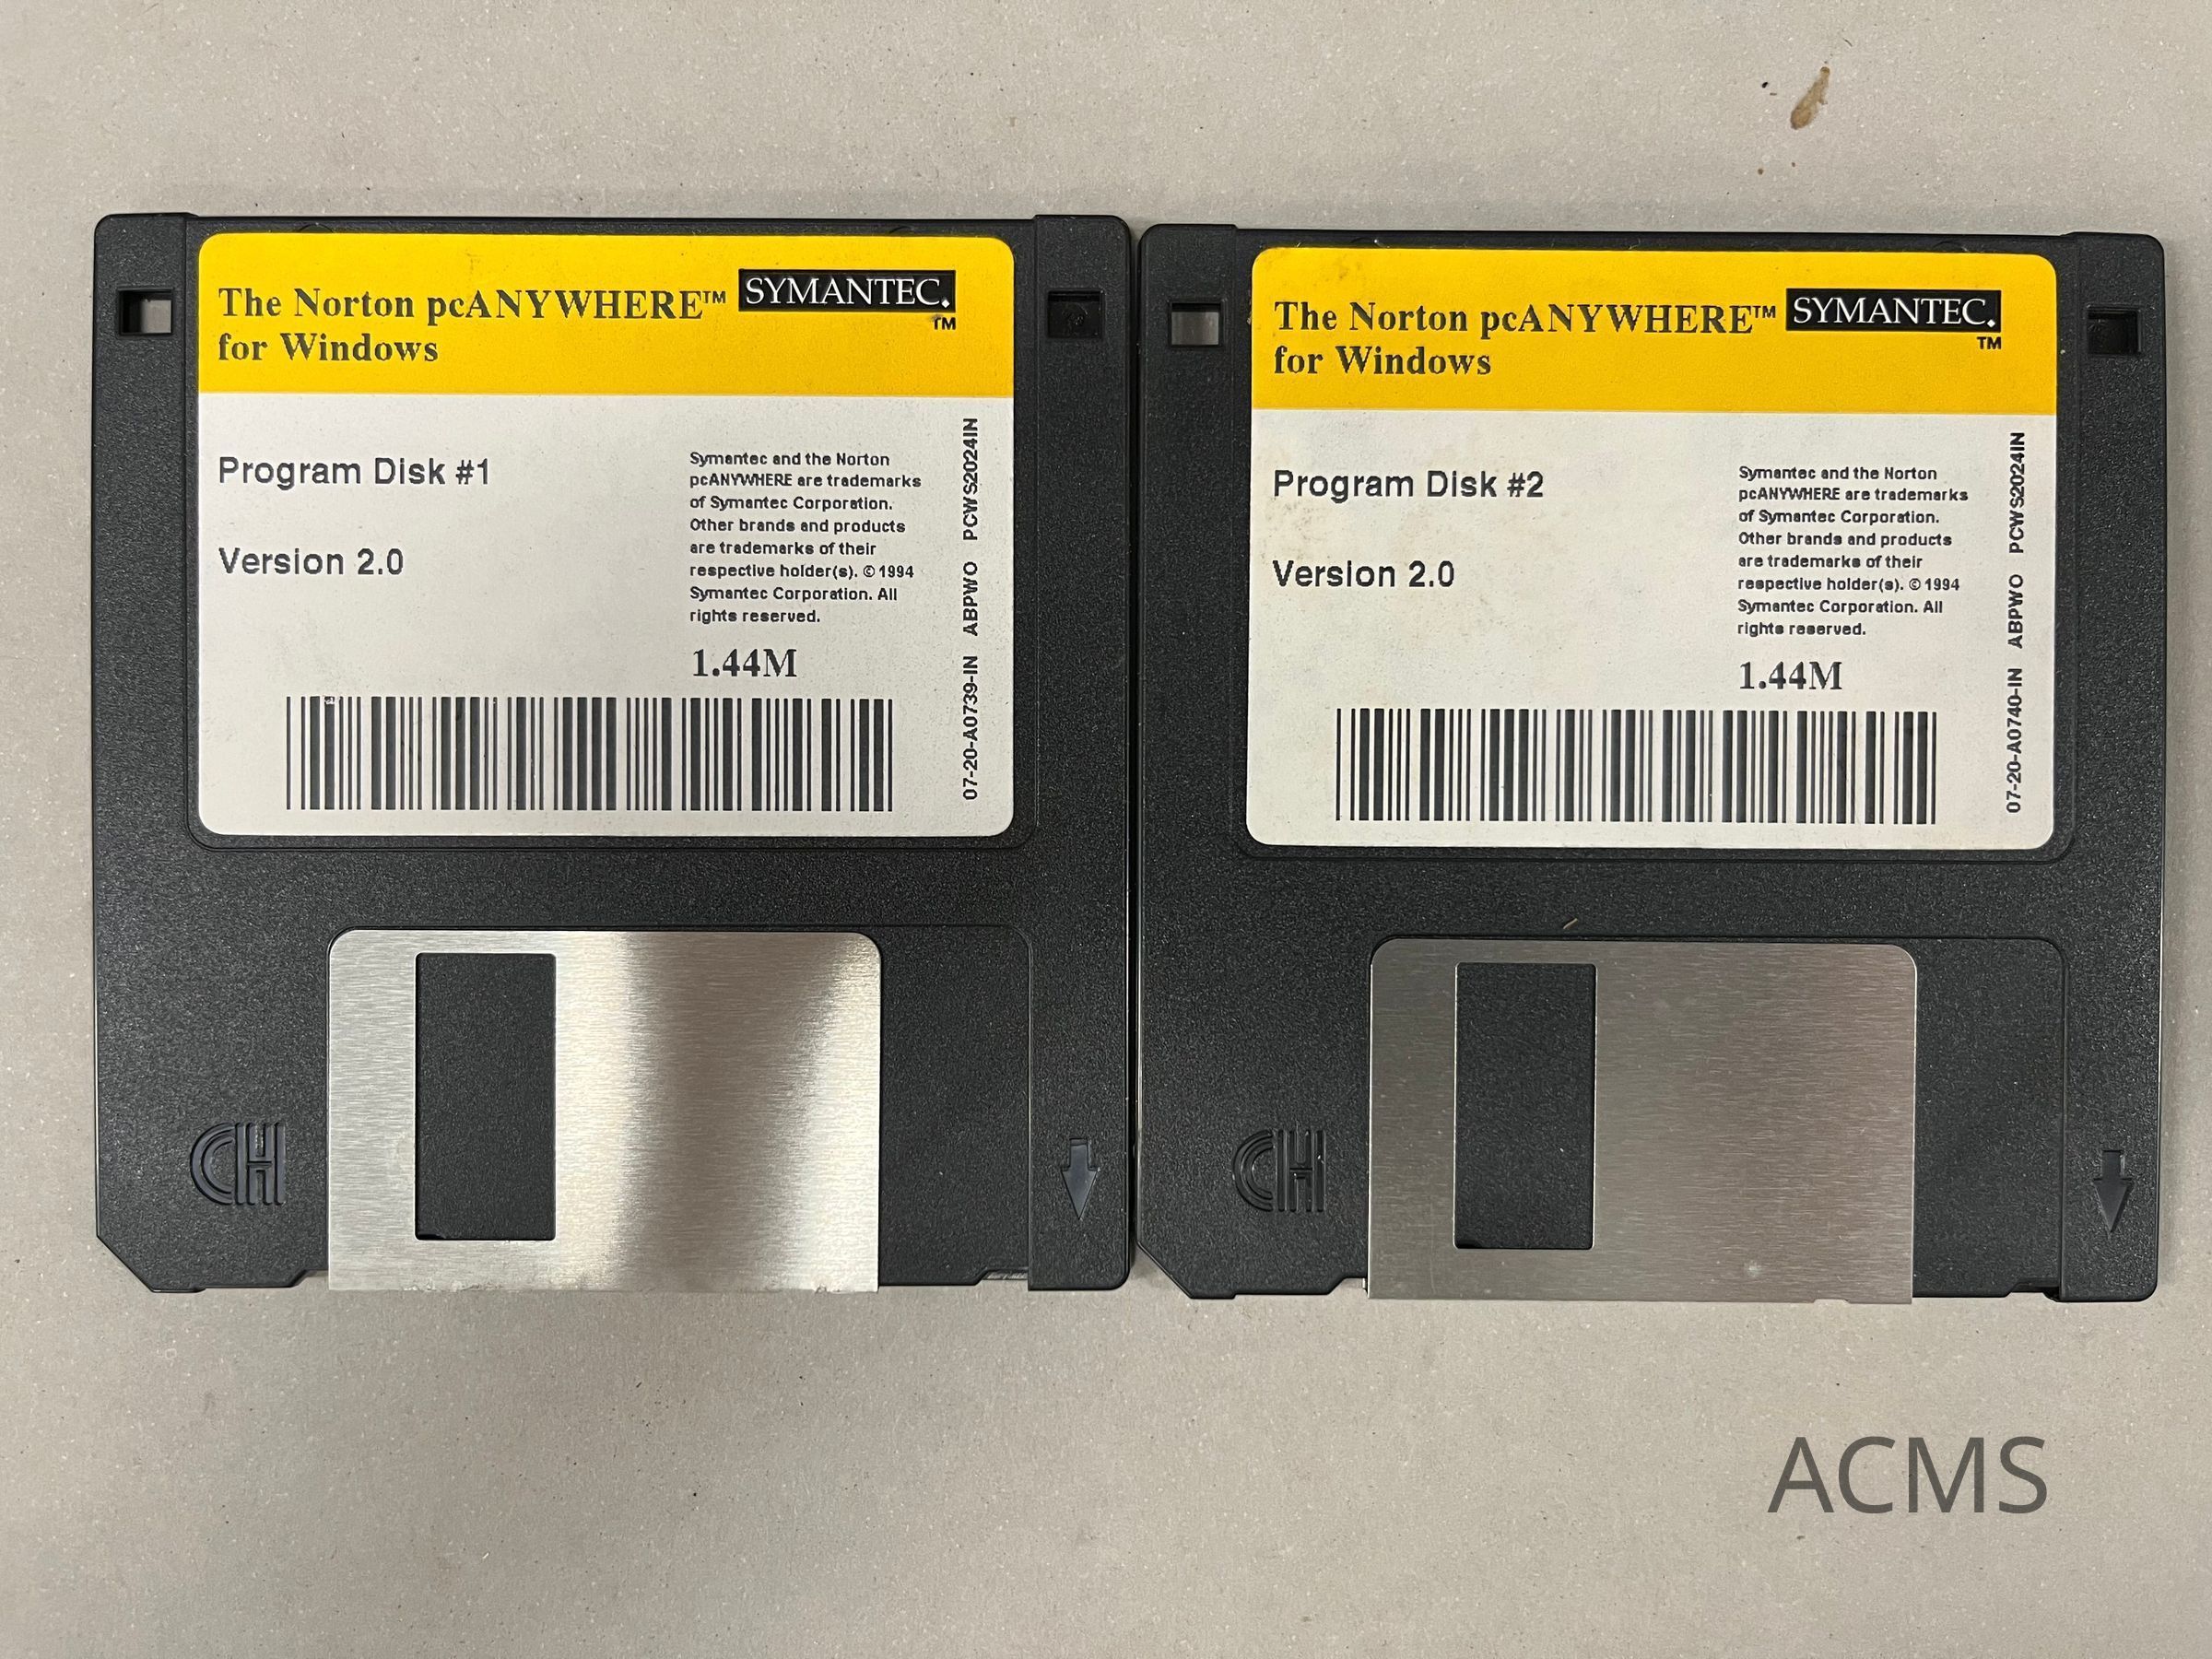 The Norton pcANYWHERE™ SYMANTEC.™
for Windows
Program Disk #1
Version 2.0
Symantec and the Norton
pcANYWHERE are trademarks
of Symantec Corporation.
Other brands and products
are trademarks of their
respective holder(s). © 1994
Symantec Corporation. All
rights reserved.
1.44M
07-20-A0739-IN ABPWO PCWS2024IN
CH
The Norton pcANYWHERE™ SYMANTEC.™
for Windows
Program Disk #2
Version 2.0
Symantec and the Norton
pcANYWHERE are trademarks
of Symantec Corporation.
Other brands and products
are trademarks of their
respective holder(s). © 1994
Symantec Corporation. All
rights reserved.
1.44M
07-20-A0740-IN ABPWO PCWS2024IN
CH
ACMS